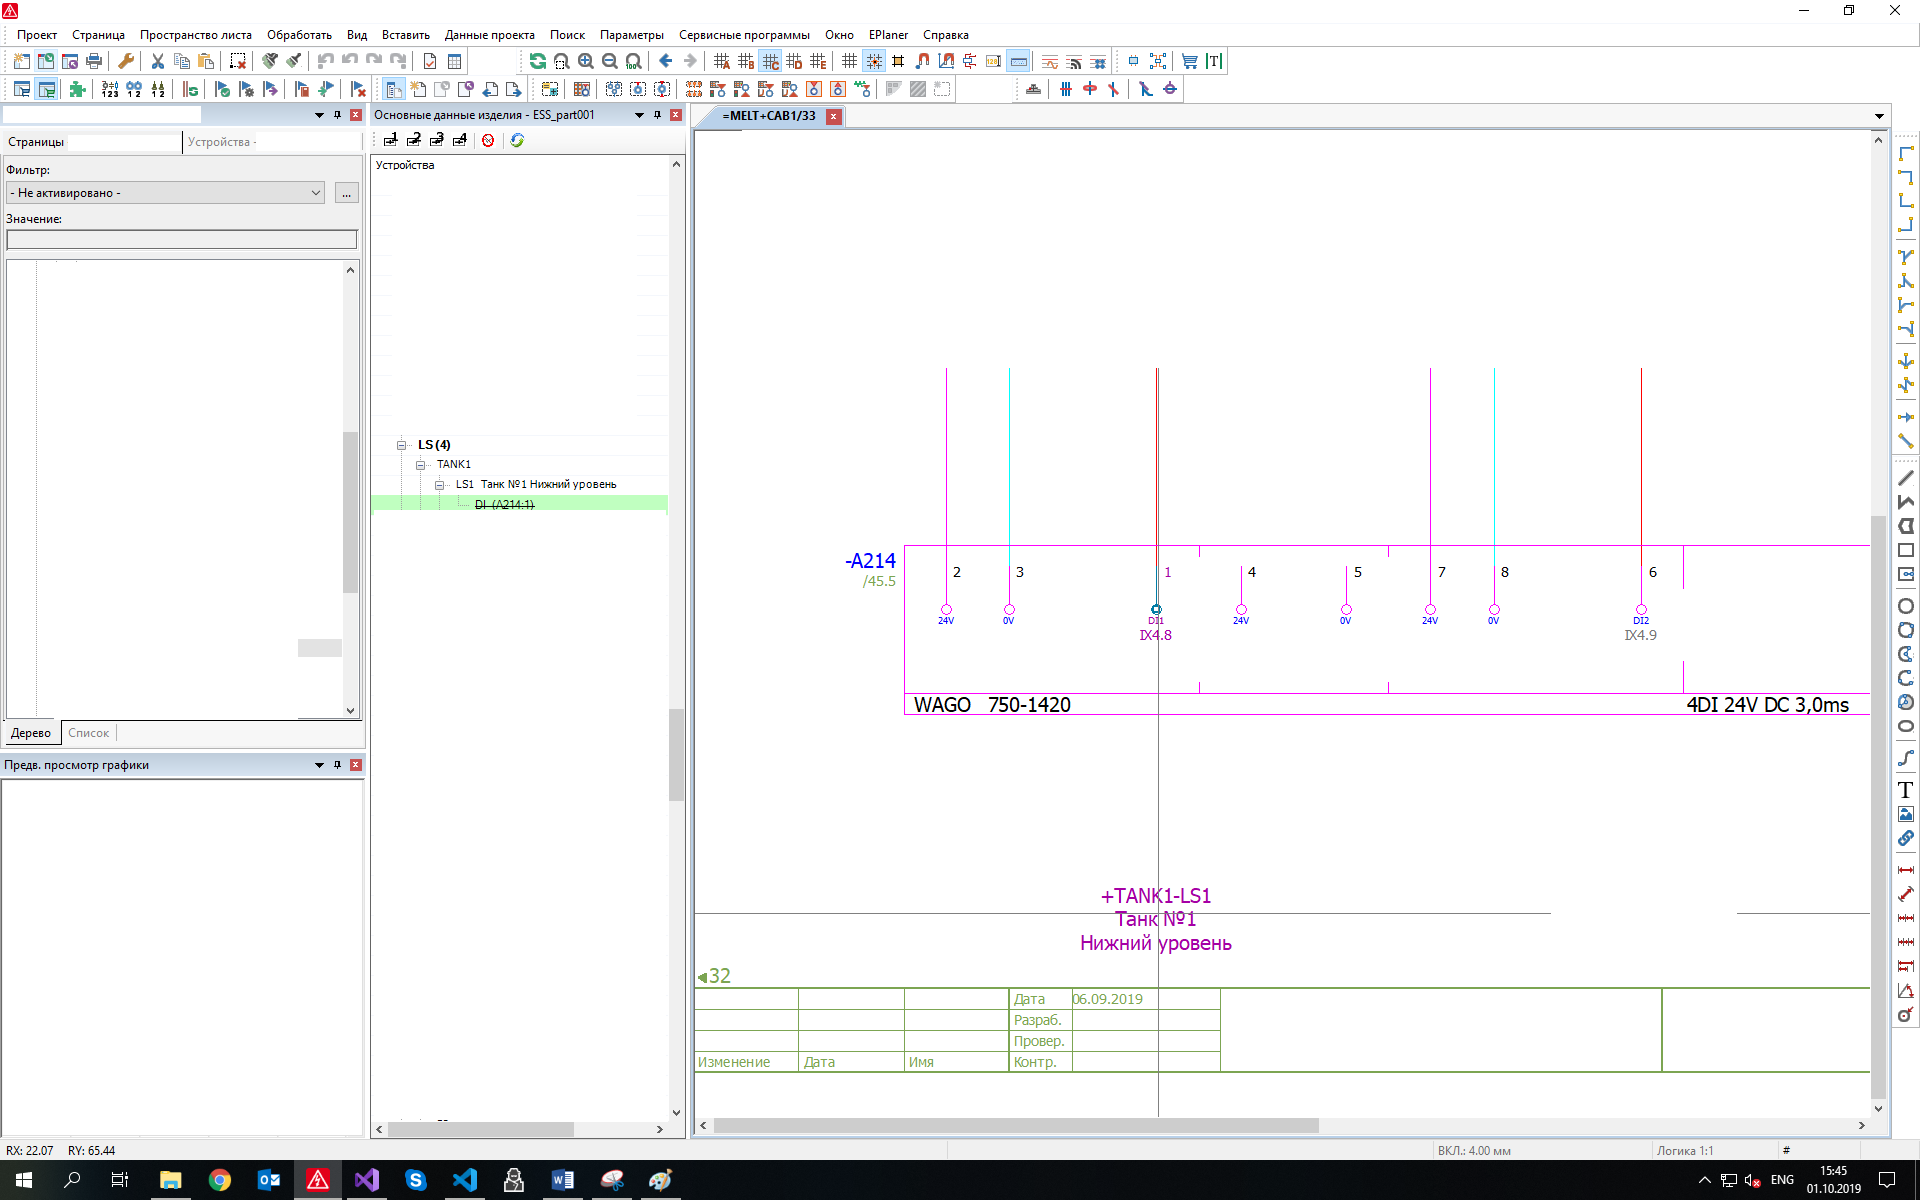 Проект Страница Пространство листа Обработать Вид Вставить Данные проекта Поиск Параметры Сервисные программы Окно EPlaner Справка
Страницы Устройства -
Фильтр:
- Не активировано -
...
Значение:
Дерево Список
Предв. просмотр графики
Основные данные изделия - ESS_part001
1 2 3 4
Устройства
LS (4)
TANK1
LS1 Танк №1 Нижний уровень
DI (A214:1)
=MELT+CAB1/33
-A214
/45.5
2 3 1 4 5 7 8 6
24V 0V DI1 24V 0V 24V 0V DI2
IX4.8 IX4.9
WAGO 750-1420 4DI 24V DC 3,0ms
+TANK1-LS1
Танк №1
Нижний уровень
32
Дата 06.09.2019
Разраб.
Провер.
Изменение Дата Имя Контр.
RX: 22.07 RY: 65.44 ВКЛ.: 4.00 мм Логика 1:1 #
ENG
15:45
01.10.2019